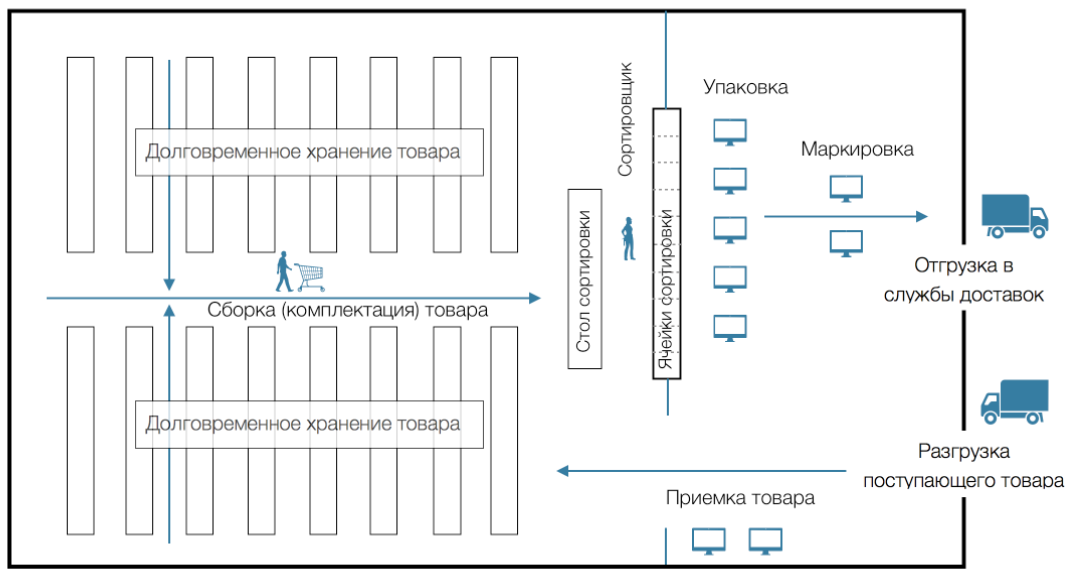 Упаковка
Сортировщик
Долговременное хранение товара
Маркировка
Стол сортировки
Ячейки сортировки
Отгрузка в
службы доставок
Сборка (комплектация) товара
Долговременное хранение товара
Разгрузка
поступающего товара
Приемка товара